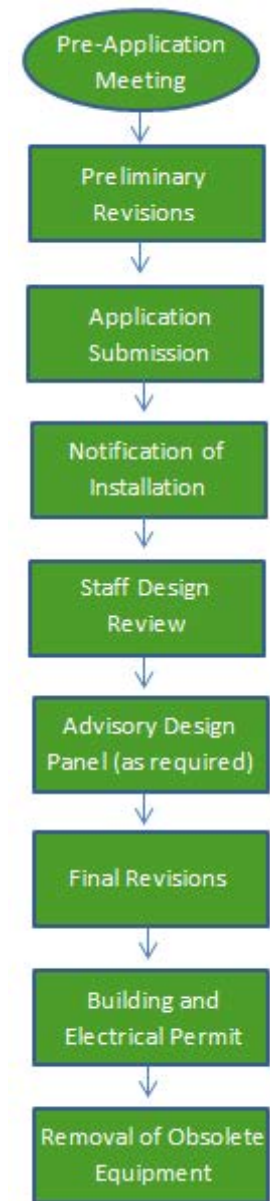 Pre-Application
Meeting
Preliminary
Revisions
Application
Submission
Notification of
Installation
Staff Design
Review
Advisory Design
Panel (as required)
Final Revisions
Building and
Electrical Permit
Removal of Obsolete
Equipment